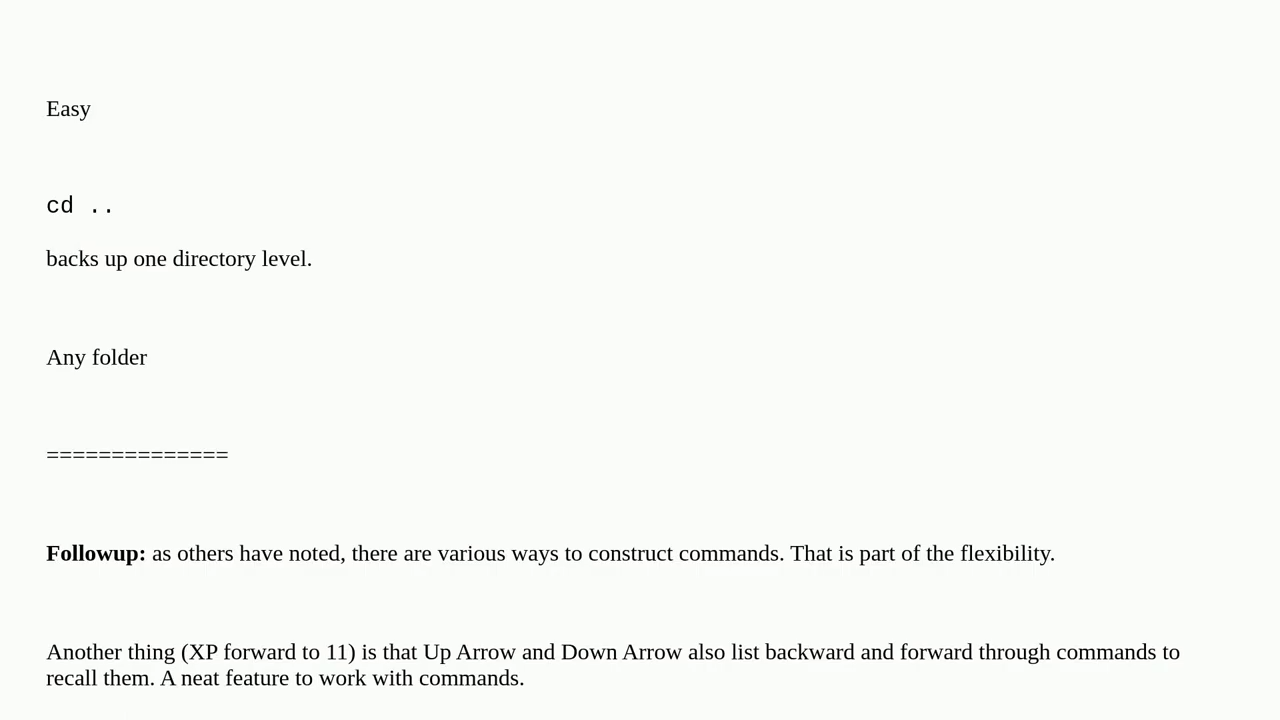 Easy
cd ..
backs up one directory level.
Any folder
==============
Followup: as others have noted, there are various ways to construct commands. That is part of the flexibility.
Another thing (XP forward to 11) is that Up Arrow and Down Arrow also list backward and forward through commands to
recall them. A neat feature to work with commands.